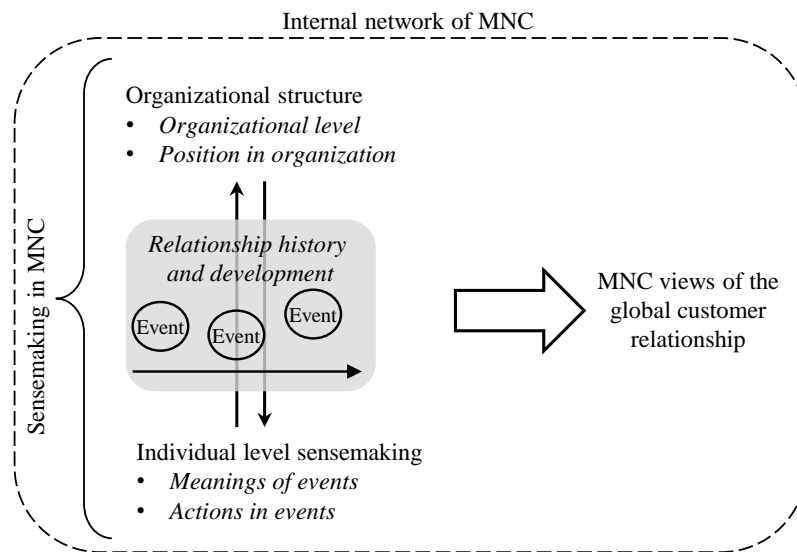 Internal network of MNC
Sensemaking in MNC
Organizational structure
• Organizational level
• Position in organization
Relationship history
and development
Event
Event
Event
MNC views of the
global customer
relationship
Individual level sensemaking
• Meanings of events
• Actions in events